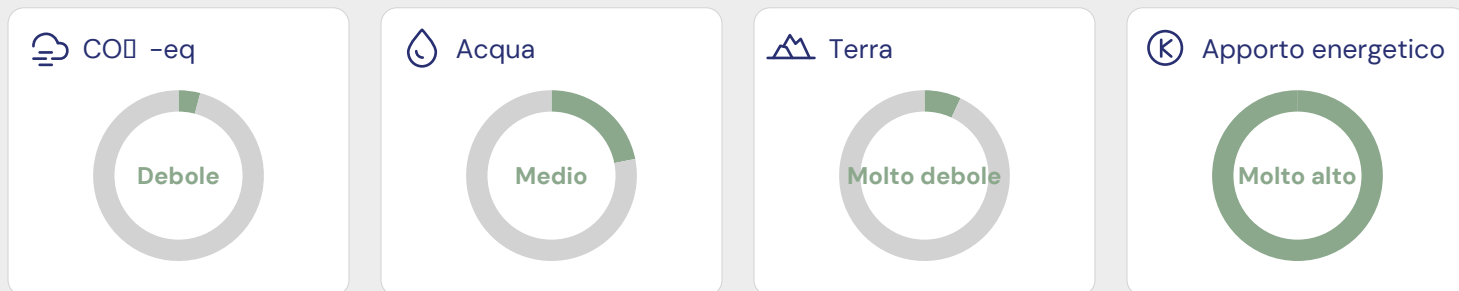 CO▯ -eq
Acqua
Terra
Apporto energetico
Debole
Medio
Molto debole
Molto alto